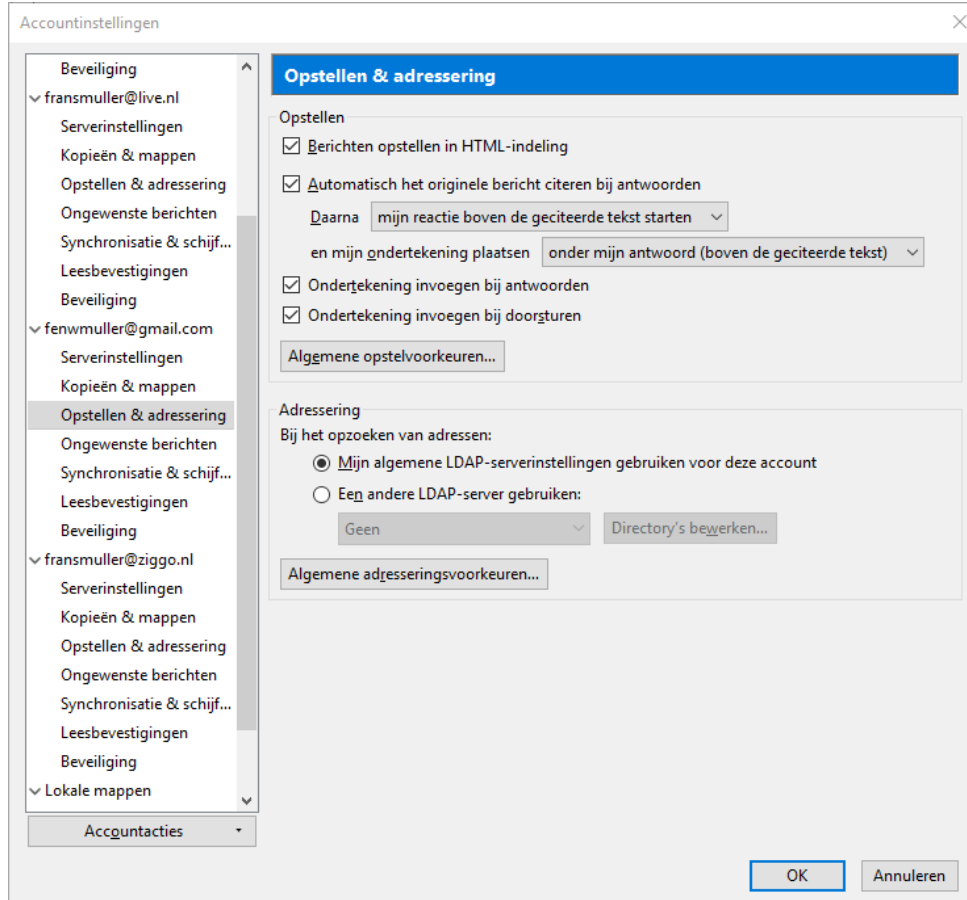 Accountinstellingen
Beveiliging
fransmuller@live.nl
Serverinstellingen
Kopieën & mappen
Opstellen & adressering
Ongewenste berichten
Synchronisatie & schijf...
Leesbevestigingen
Beveiliging
fenwmuller@gmail.com
Serverinstellingen
Kopieën & mappen
Opstellen & adressering
Ongewenste berichten
Synchronisatie & schijf...
Leesbevestigingen
Beveiliging
fransmuller@ziggo.nl
Serverinstellingen
Kopieën & mappen
Opstellen & adressering
Ongewenste berichten
Synchronisatie & schijf...
Leesbevestigingen
Beveiliging
Lokale mappen
Accountacties
Opstellen & adressering
Opstellen
Berichten opstellen in HTML-indeling
Automatisch het originele bericht citeren bij antwoorden
Daarna mijn reactie boven de geciteerde tekst starten
en mijn ondertekening plaatsen onder mijn antwoord (boven de geciteerde tekst)
Ondertekening invoegen bij antwoorden
Ondertekening invoegen bij doorsturen
Algemene opstelvoorkeuren...
Adressering
Bij het opzoeken van adressen:
Mijn algemene LDAP-serverinstellingen gebruiken voor deze account
Een andere LDAP-server gebruiken:
Geen Directory's bewerken...
Algemene adresseringsvoorkeuren...
OK Annuleren